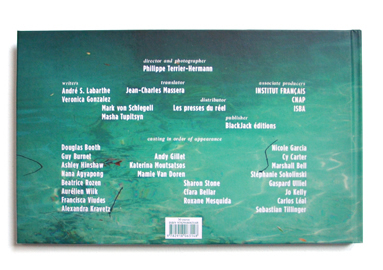 director and photographer
Philippe Terrier-Hermann
writers
André S. Labarthe
Veronica Gonzalez
Mark von Schlegell
Masha Tupitsyn
translator
Jean-Charles Massera
distributor
Les presses du réel
publisher
BlackJack éditions
associate producers
INSTITUT FRANÇAIS
CNAP
ISBA
casting in order of appearance
Douglas Booth
Guy Burnet
Ashley Hinshaw
Hana Agyapong
Beatrice Rosen
Aurélien Wiik
Francisca Viudes
Alexandra Kravetz
Andy Gillet
Katerina Moutsatsos
Mamie Van Doren
Sharon Stone
Clara Bellar
Roxane Mesquida
Nicole Garcia
Cy Carter
Marshall Bell
Stéphanie Sokolinski
Gaspard Ulliel
Jo Kelly
Carlos Léal
Sebastian Tillinger